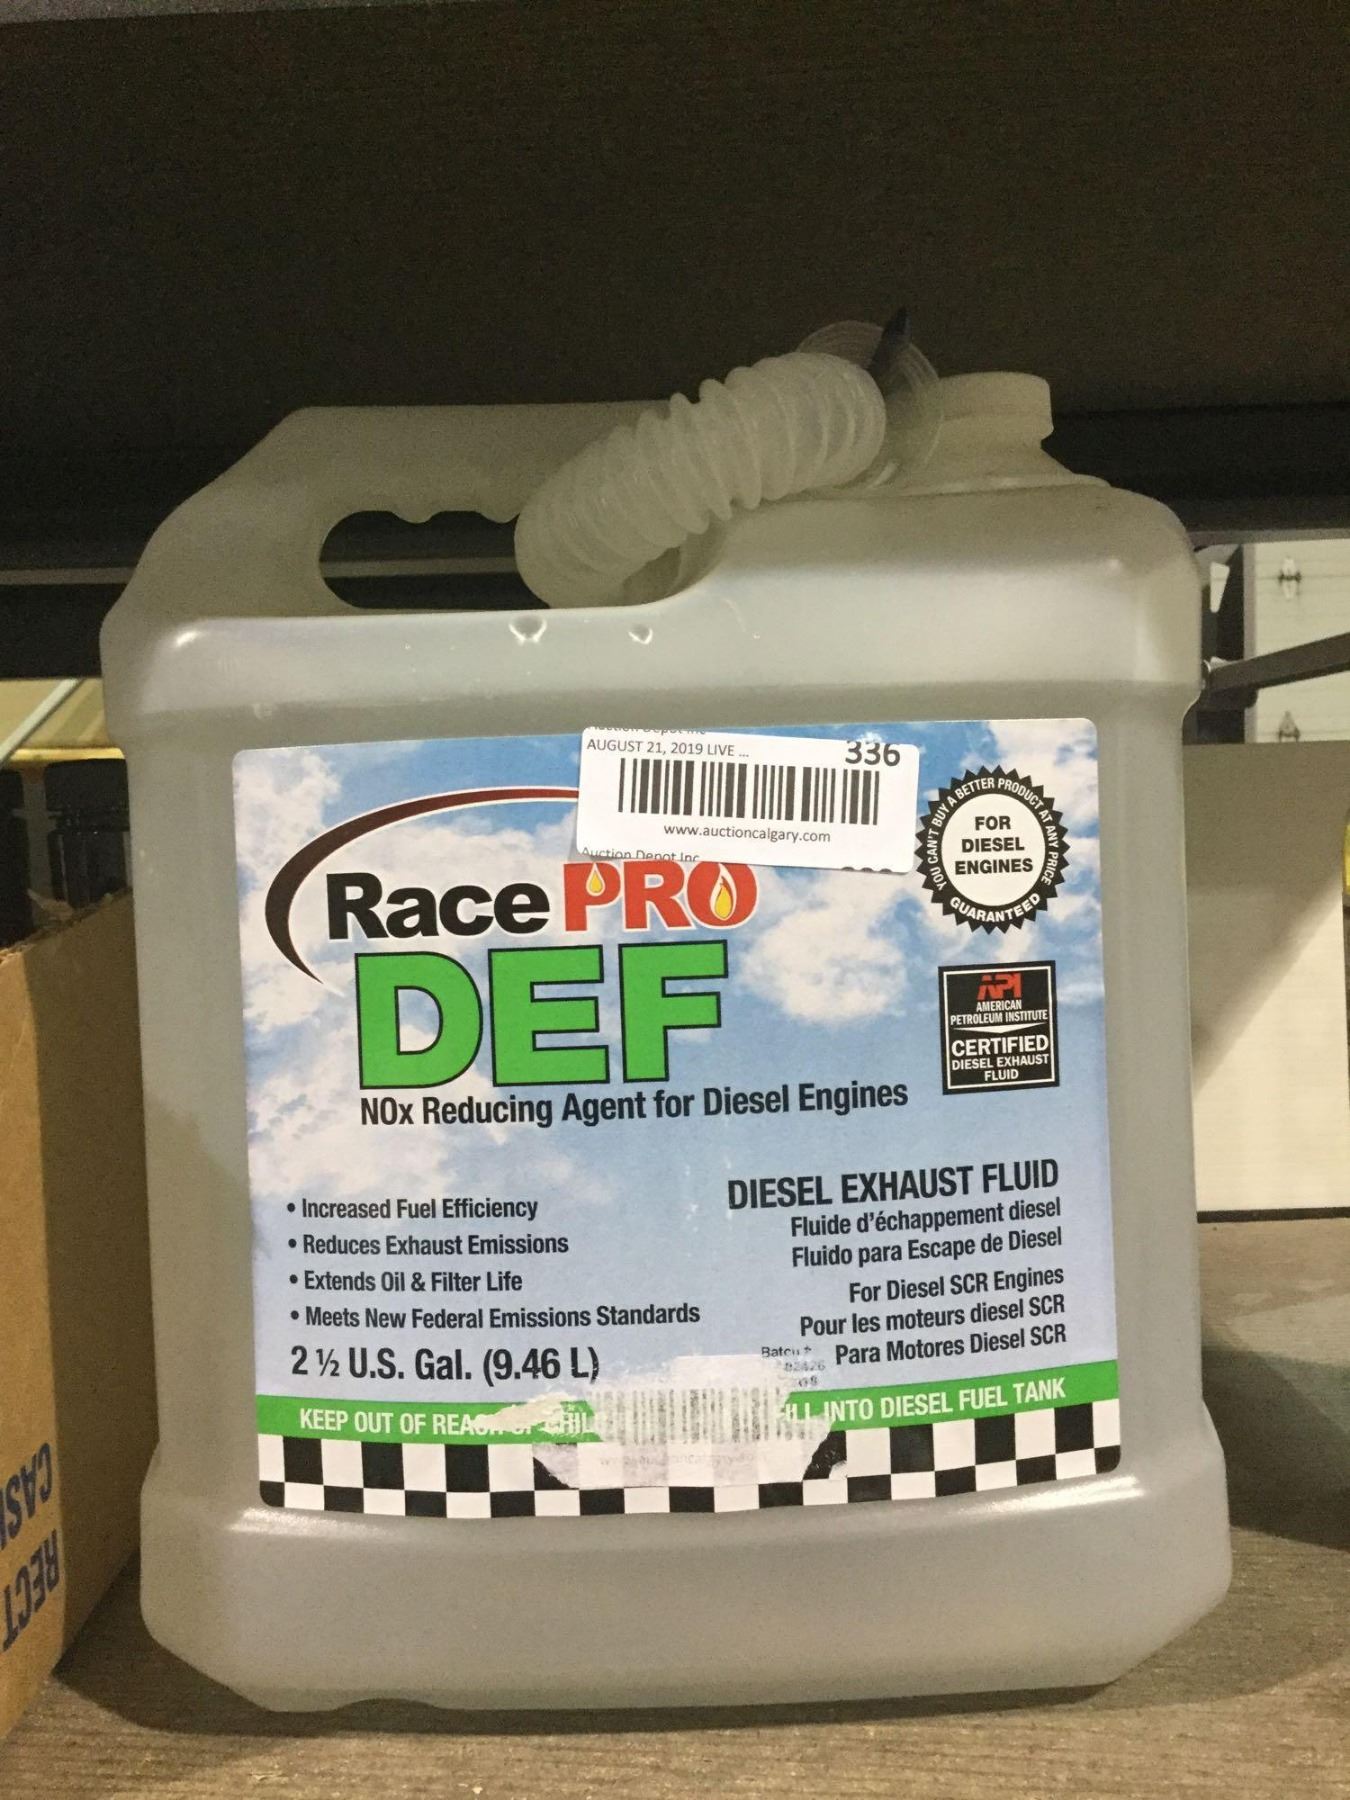 AUGUST 21, 2019 LIVE ...
336
www.auctioncalgary.com
Auction Depot Inc
Race PRO
DEF
NOx Reducing Agent for Diesel Engines
YOU CAN'T BUY A BETTER PRODUCT AT ANY PRICE
FOR
DIESEL
ENGINES
GUARANTEED
API
AMERICAN
PETROLEUM INSTITUTE
CERTIFIED
DIESEL EXHAUST
FLUID
• Increased Fuel Efficiency
• Reduces Exhaust Emissions
• Extends Oil & Filter Life
• Meets New Federal Emissions Standards
2 ½ U.S. Gal. (9.46 L)
DIESEL EXHAUST FLUID
Fluide d'échappement diesel
Fluido para Escape de Diesel
For Diesel SCR Engines
Pour les moteurs diesel SCR
Para Motores Diesel SCR
KEEP OUT OF
INTO DIESEL FUEL TANK
RECT